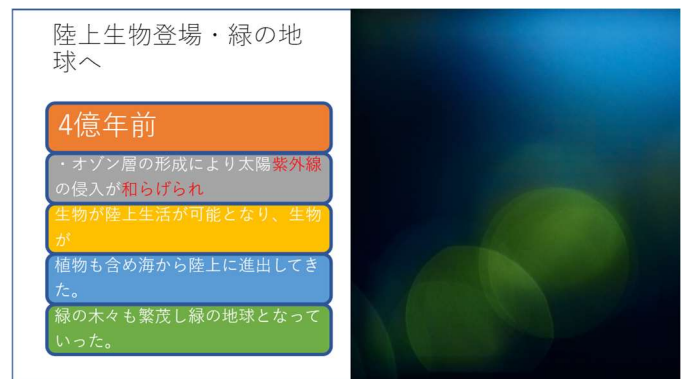 陸上生物登場・緑の地
球へ
4億年前
・オゾン層の形成により太陽紫外線
の侵入が和らげられ
生物が陸上生活が可能となり、生物
が
植物も含め海から陸上に進出してき
た。
緑の木々も繁茂し緑の地球となって
いった。